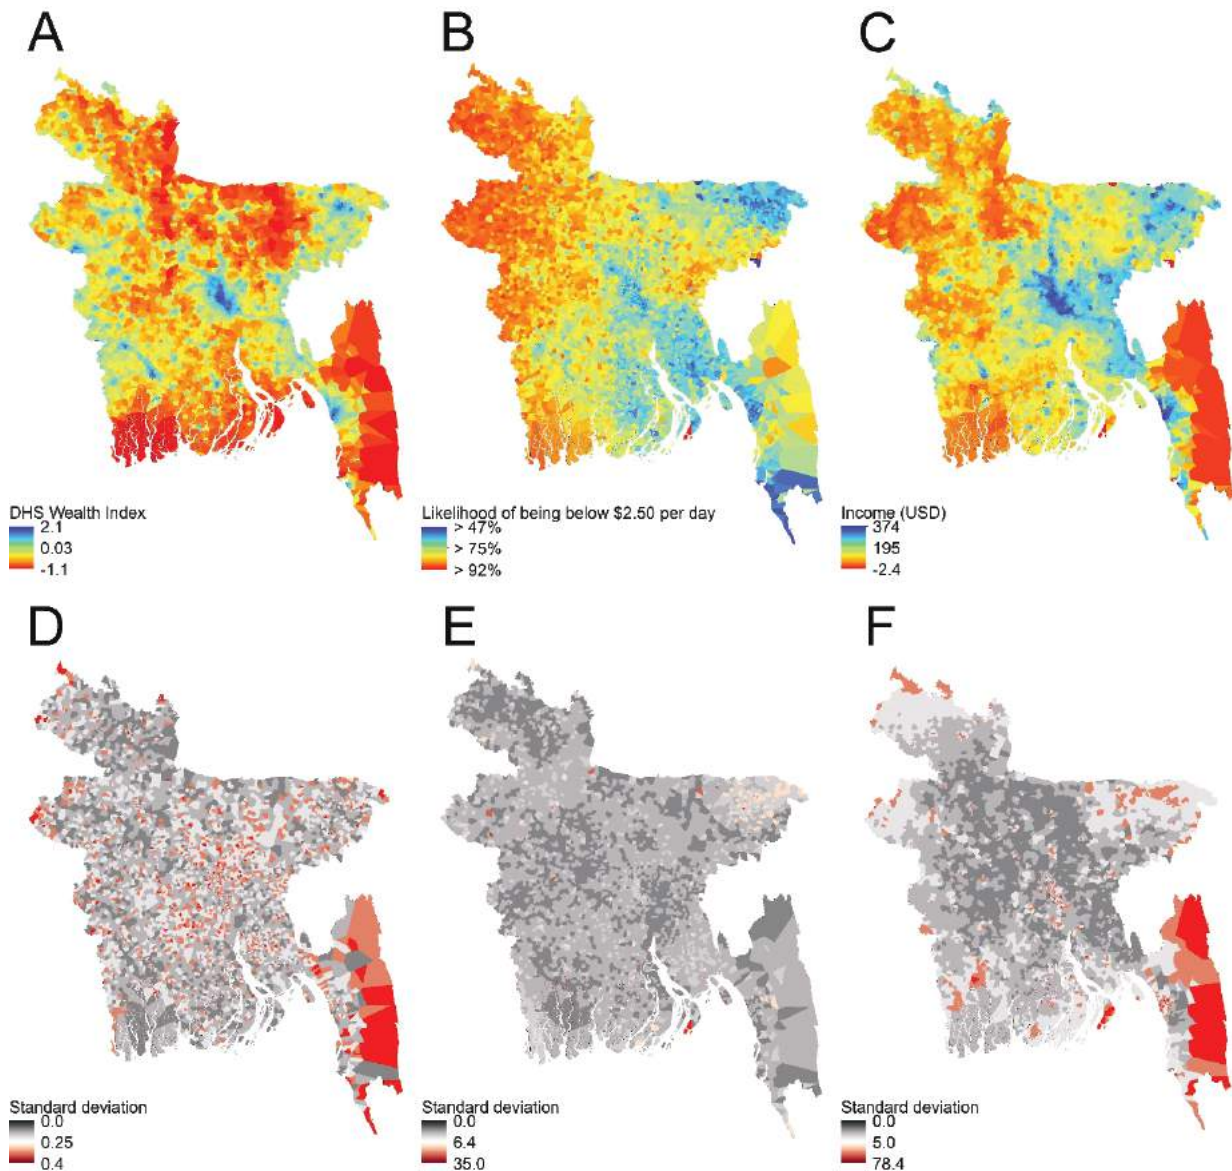 A
B
C
DHS Wealth Index
2.1
0.03
-1.1
Likelihood of being below $2.50 per day
> 47%
> 75%
> 92%
Income (USD)
374
195
-2.4
D
E
F
Standard deviation
0.0
0.25
0.4
Standard deviation
0.0
6.4
35.0
Standard deviation
0.0
5.0
78.4